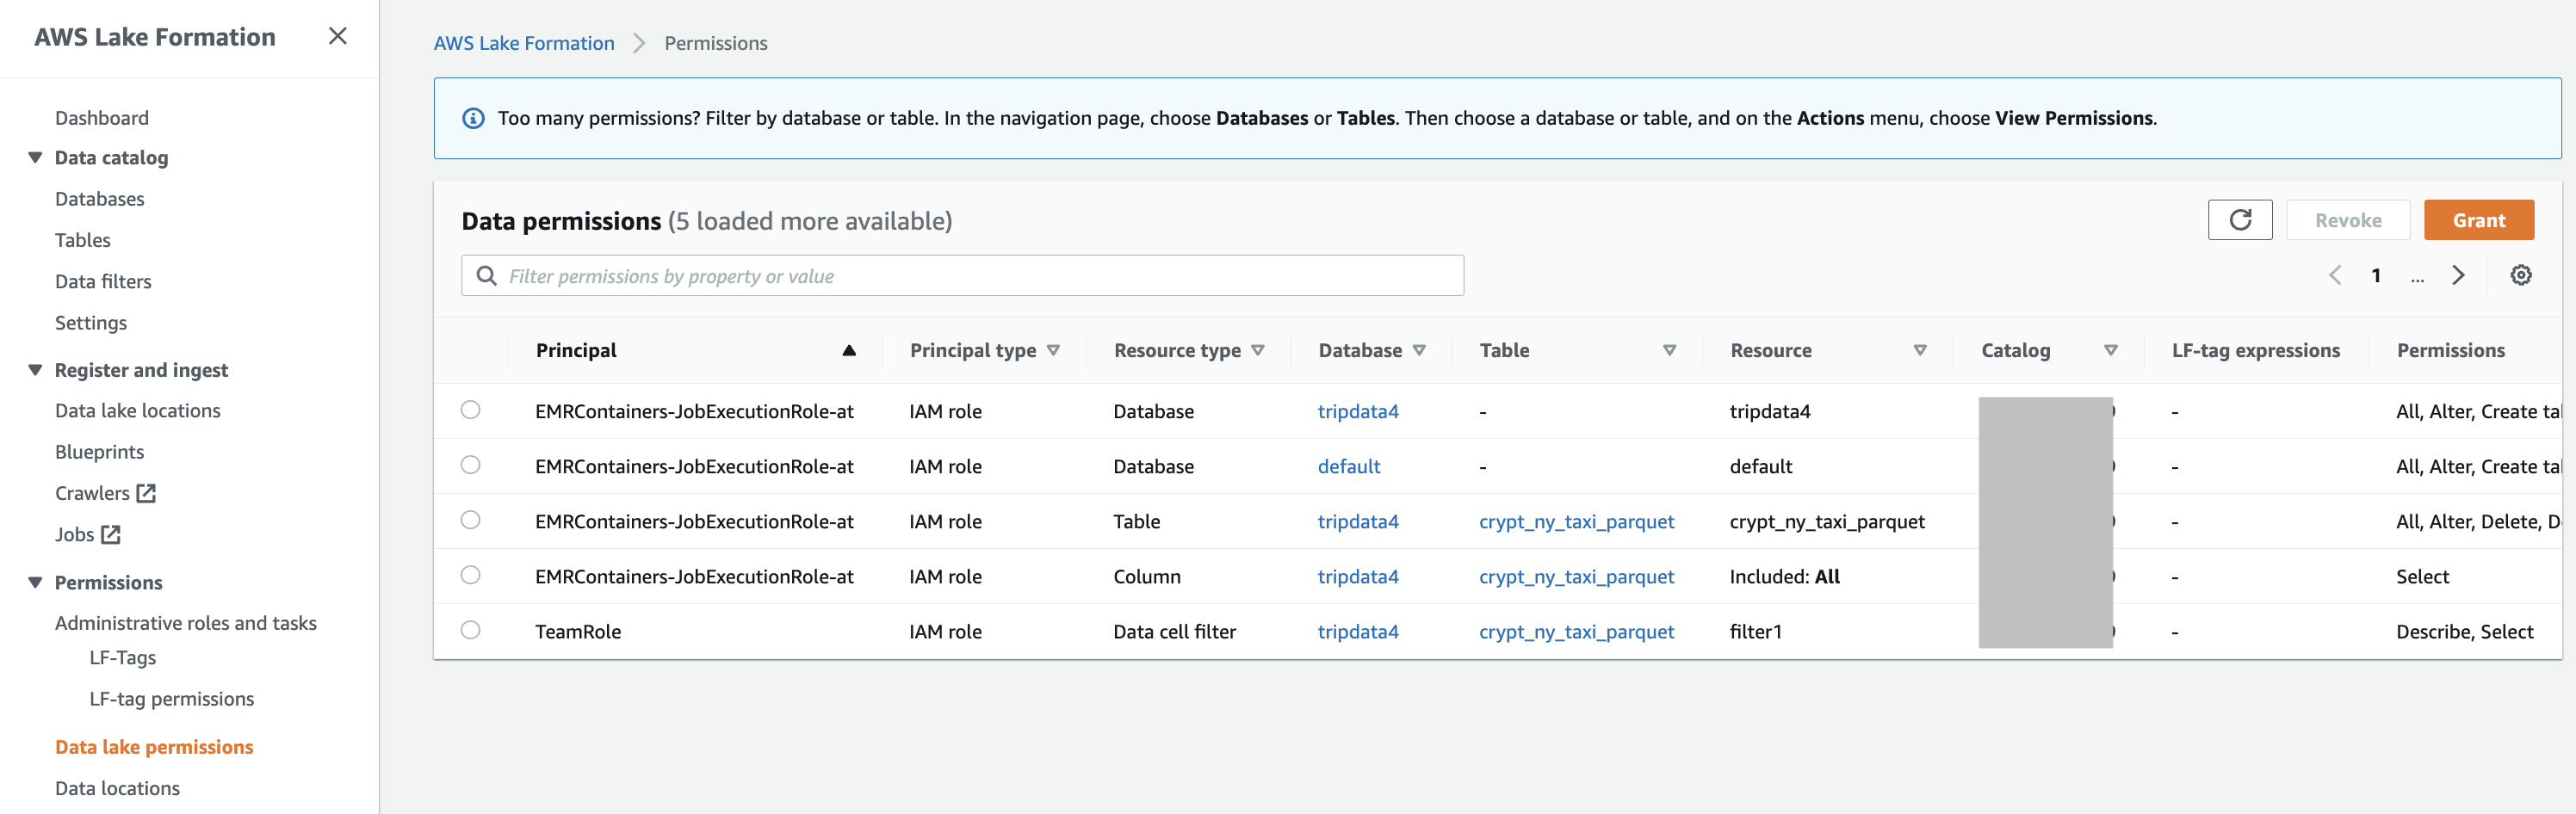 AWS Lake Formation
Dashboard
Data catalog
Databases
Tables
Data filters
Settings
Register and ingest
Data lake locations
Blueprints
Crawlers
Jobs
Permissions
Administrative roles and tasks
LF-Tags
LF-tag permissions
Data lake permissions
Data locations
AWS Lake Formation > Permissions
Too many permissions? Filter by database or table. In the navigation page, choose Databases or Tables. Then choose a database or table, and on the Actions menu, choose View Permissions.
Data permissions (5 loaded more available)
Revoke Grant
Filter permissions by property or value
1 ...
Principal Principal type Resource type Database Table Resource Catalog LF-tag expressions Permissions
EMRContainers-JobExecutionRole-at IAM role Database tripdata4 - tripdata4 - All, Alter, Create
EMRContainers-JobExecutionRole-at IAM role Database default - default - All, Alter, Create
EMRContainers-JobExecutionRole-at IAM role Table tripdata4 crypt_ny_taxi_parquet crypt_ny_taxi_parquet - All, Alter, Delete,
EMRContainers-JobExecutionRole-at IAM role Column tripdata4 crypt_ny_taxi_parquet Included: All - Select
TeamRole IAM role Data cell filter tripdata4 crypt_ny_taxi_parquet filter1 - Describe, Select